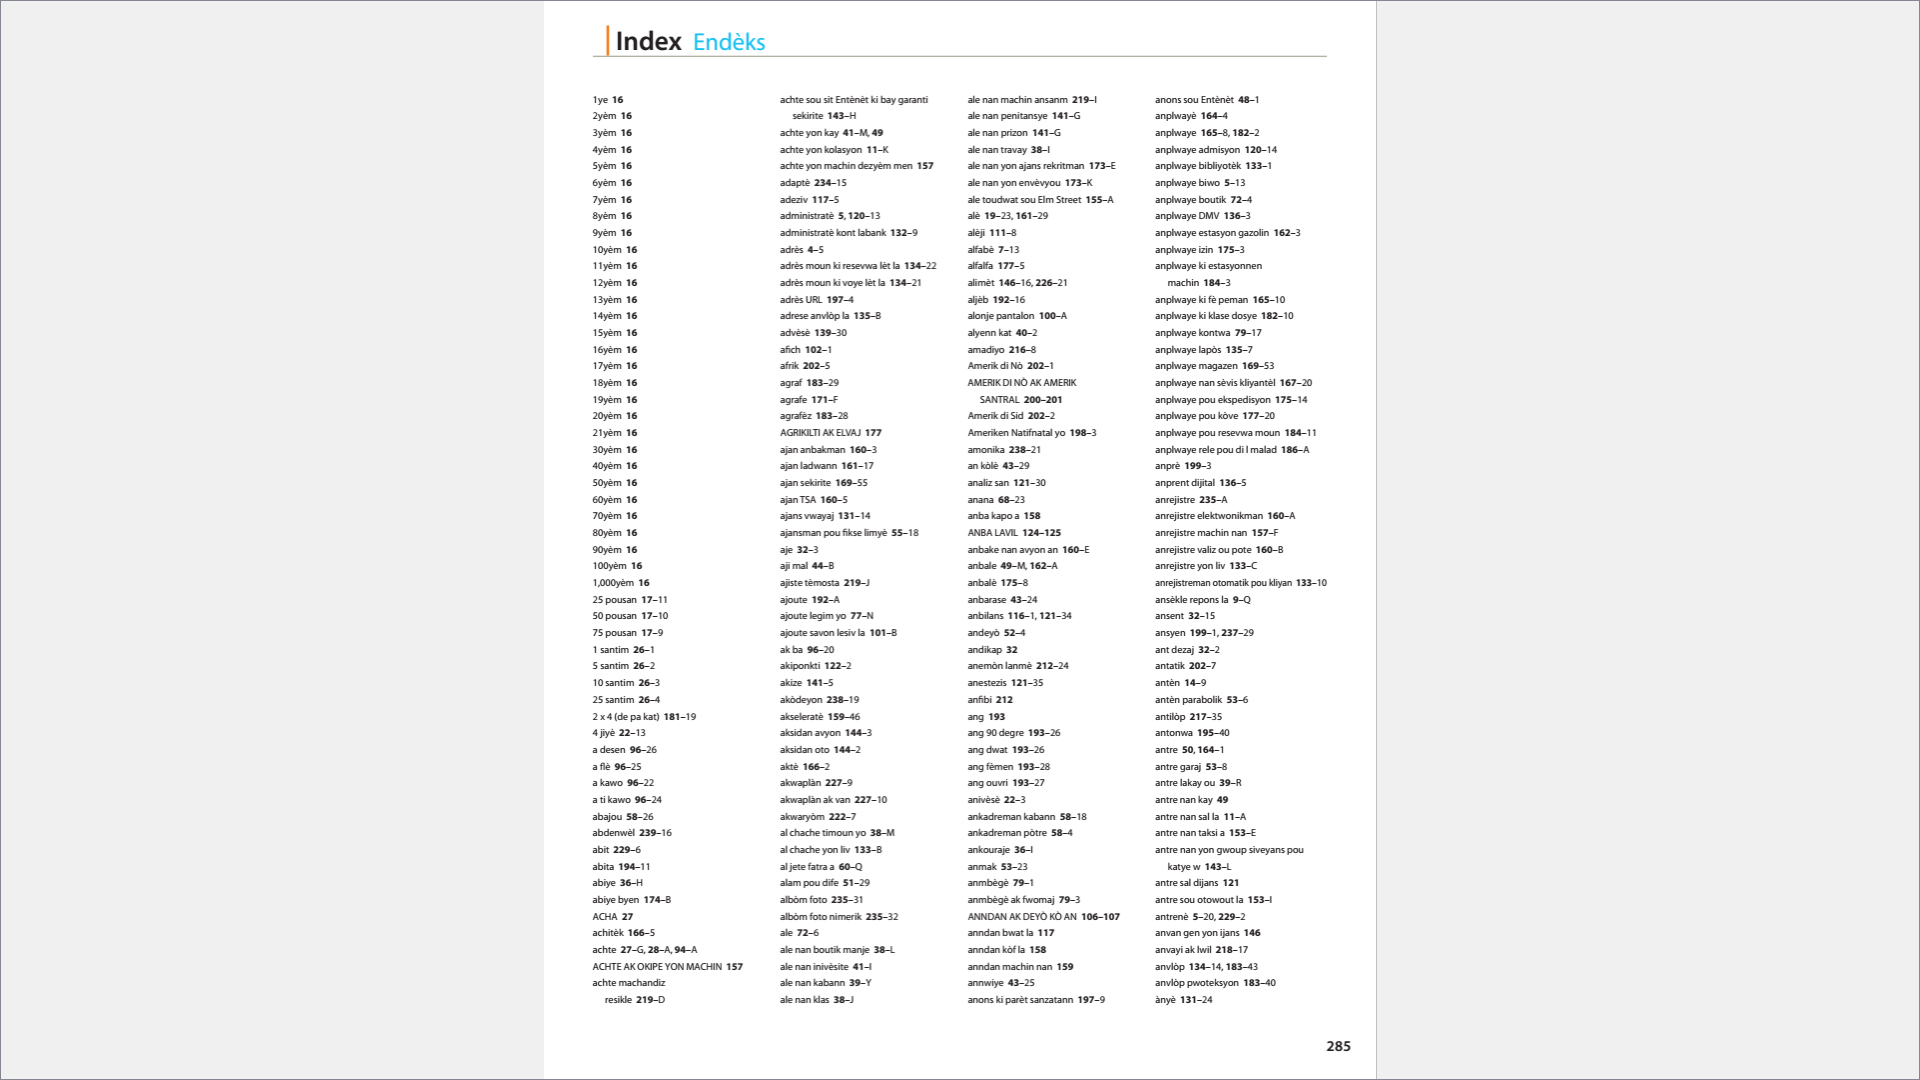 Index Endèks
1ye 16
2yèm 16
3yèm 16
4yèm 16
5yèm 16
6yèm 16
7yèm 16
8yèm 16
9yèm 16
10yèm 16
11yèm 16
12yèm 16
13yèm 16
14yèm 16
15yèm 16
16yèm 16
17yèm 16
18yèm 16
19yèm 16
20yèm 16
21yèm 16
30yèm 16
40yèm 16
50yèm 16
60yèm 16
70yèm 16
80yèm 16
90yèm 16
100yèm 16
1,000yèm 16
25 pousan 17–11
50 pousan 17–10
75 pousan 17–9
1 santim 26–1
5 santim 26–2
10 santim 26–3
25 santim 26–4
2 x 4 (de pa kat) 181–19
4 jiyè 22–13
a desen 96–26
a flè 96–25
a kawo 96–22
a ti kawo 96–24
abajou 58–26
abdenwèl 239–16
abit 229–6
abita 194–11
abiye 36–H
abiye byen 174–B
ACHA 27
achitèk 166–5
achte 27–G, 28–A, 94–A
ACHTE AK OKIPE YON MACHIN 157
achte machandiz
resikle 219–D
achte sou sit Entènèt ki bay garanti
sekirite 143–H
achte yon kay 41–M, 49
achte yon kolasyon 11–K
achte yon machin dezyèm men 157
adaptè 234–15
adeziv 117–5
administratè 5, 120–13
administratè kont labank 132–9
adrès 4–5
adrès moun ki resevwa lèt la 134–22
adrès moun ki voye lèt la 134–21
adrès URL 197–4
adrese anvlòp la 135–B
advèsè 139–30
afich 102–1
afrik 202–5
agraf 183–29
agrafe 171–F
agrafèz 183–28
AGRIKILTI AK ELVAJ 177
ajan anbakman 160–3
ajan ladwann 161–17
ajan sekirite 169–55
ajan TSA 160–5
ajans vwayaj 131–14
ajansman pou fikse limyè 55–18
aje 32–3
aji mal 44–B
ajiste tèmosta 219–J
ajoute 192–A
ajoute legim yo 77–N
ajoute savon lesiv la 101–B
ak ba 96–20
akiponkti 122–2
akize 141–5
akòdeyon 238–19
akseleratè 159–46
aksidan avyon 144–3
aksidan oto 144–2
aktè 166–2
akwaplàn 227–9
akwaplàn ak van 227–10
akwaryòm 222–7
al chache timoun yo 38–M
al chache yon liv 133–B
al jete fatra a 60–Q
alam pou dife 51–29
albòm foto 235–31
albòm foto nimerik 235–32
ale 72–6
ale nan boutik manje 38–L
ale nan inivèsite 41–I
ale nan kabann 39–Y
ale nan klas 38–J
ale nan machin ansanm 219–I
ale nan penitansye 141–G
ale nan prizon 141–G
ale nan travay 38–I
ale nan yon ajans rekritman 173–E
ale nan yon envèvyou 173–K
ale toudwat sou Elm Street 155–A
alè 19–23, 161–29
alèji 111–8
alfabè 7–13
alfalfa 177–5
alimèt 146–16, 226–21
aljèb 192–16
alonje pantalon 100–A
alyenn kat 40–2
amadiyo 216–8
Amerik di Nò 202–1
AMERIK DI NÒ AK AMERIK
SANTRAL 200–201
Amerik di Sid 202–2
Ameriken Natifnatal yo 198–3
amonika 238–21
an kòlè 43–29
analiz san 121–30
anana 68–23
anba kapo a 158
ANBA LAVIL 124–125
anbake nan avyon an 160–E
anbale 49–M, 162–A
anbalè 175–8
anbarase 43–24
anbilans 116–1, 121–34
andeyò 52–4
andikap 32
anemòn lanmè 212–24
anestezis 121–35
anfibi 212
ang 193
ang 90 degre 193–26
ang dwat 193–26
ang fèmen 193–28
ang ouvri 193–27
anivèsè 22–3
ankadreman kabann 58–18
ankadreman pòtre 58–4
ankouraje 36–I
anmak 53–23
anmbègè 79–1
anmbègè ak fwomaj 79–3
ANNDAN AK DEYÒ KÒ AN 106–107
anndan bwat la 117
anndan kòf la 158
anndan machin nan 159
annwiye 43–25
anons ki parèt sanzatann 197–9
anons sou Entènèt 48–1
anplwayè 164–4
anplwaye 165–8, 182–2
anplwaye admisyon 120–14
anplwaye bibliyotèk 133–1
anplwaye biwo 5–13
anplwaye boutik 72–4
anplwaye DMV 136–3
anplwaye estasyon gazolin 162–3
anplwaye izin 175–3
anplwaye ki estasyonnen
machin 184–3
anplwaye ki fè peman 165–10
anplwaye ki klase dosye 182–10
anplwaye kontwa 79–17
anplwaye lapòs 135–7
anplwaye magazen 169–53
anplwaye nan sèvis kliyantèl 167–20
anplwaye pou ekspedisyon 175–14
anplwaye pou kòve 177–20
anplwaye pou resevwa moun 184–11
anplwaye rele pou di l malad 186–A
anprè 199–3
anprent dijital 136–5
anrejistre 235–A
anrejistre elektwonikman 160–A
anrejistre machin nan 157–F
anrejistre valiz ou pote 160–B
anrejistre yon liv 133–C
anrejistreman otomatik pou kliyan 133–10
ansèkle repons la 9–Q
ansent 32–15
ansyen 199–1, 237–29
ant dezaj 32–2
antatik 202–7
antèn 14–9
antèn parabolik 53–6
antilòp 217–35
antonwa 195–40
antre 50, 164–1
antre garaj 53–8
antre lakay ou 39–R
antre nan kay 49
antre nan sal la 11–A
antre nan taksi a 153–E
antre nan yon gwoup siveyans pou
katye w 143–L
antre sal dijans 121
antre sou otowout la 153–I
antrenè 5–20, 229–2
anvan gen yon ijans 146
anvayi ak lwil 218–17
anvlòp 134–14, 183–43
anvlòp pwoteksyon 183–40
ànyè 131–24
285